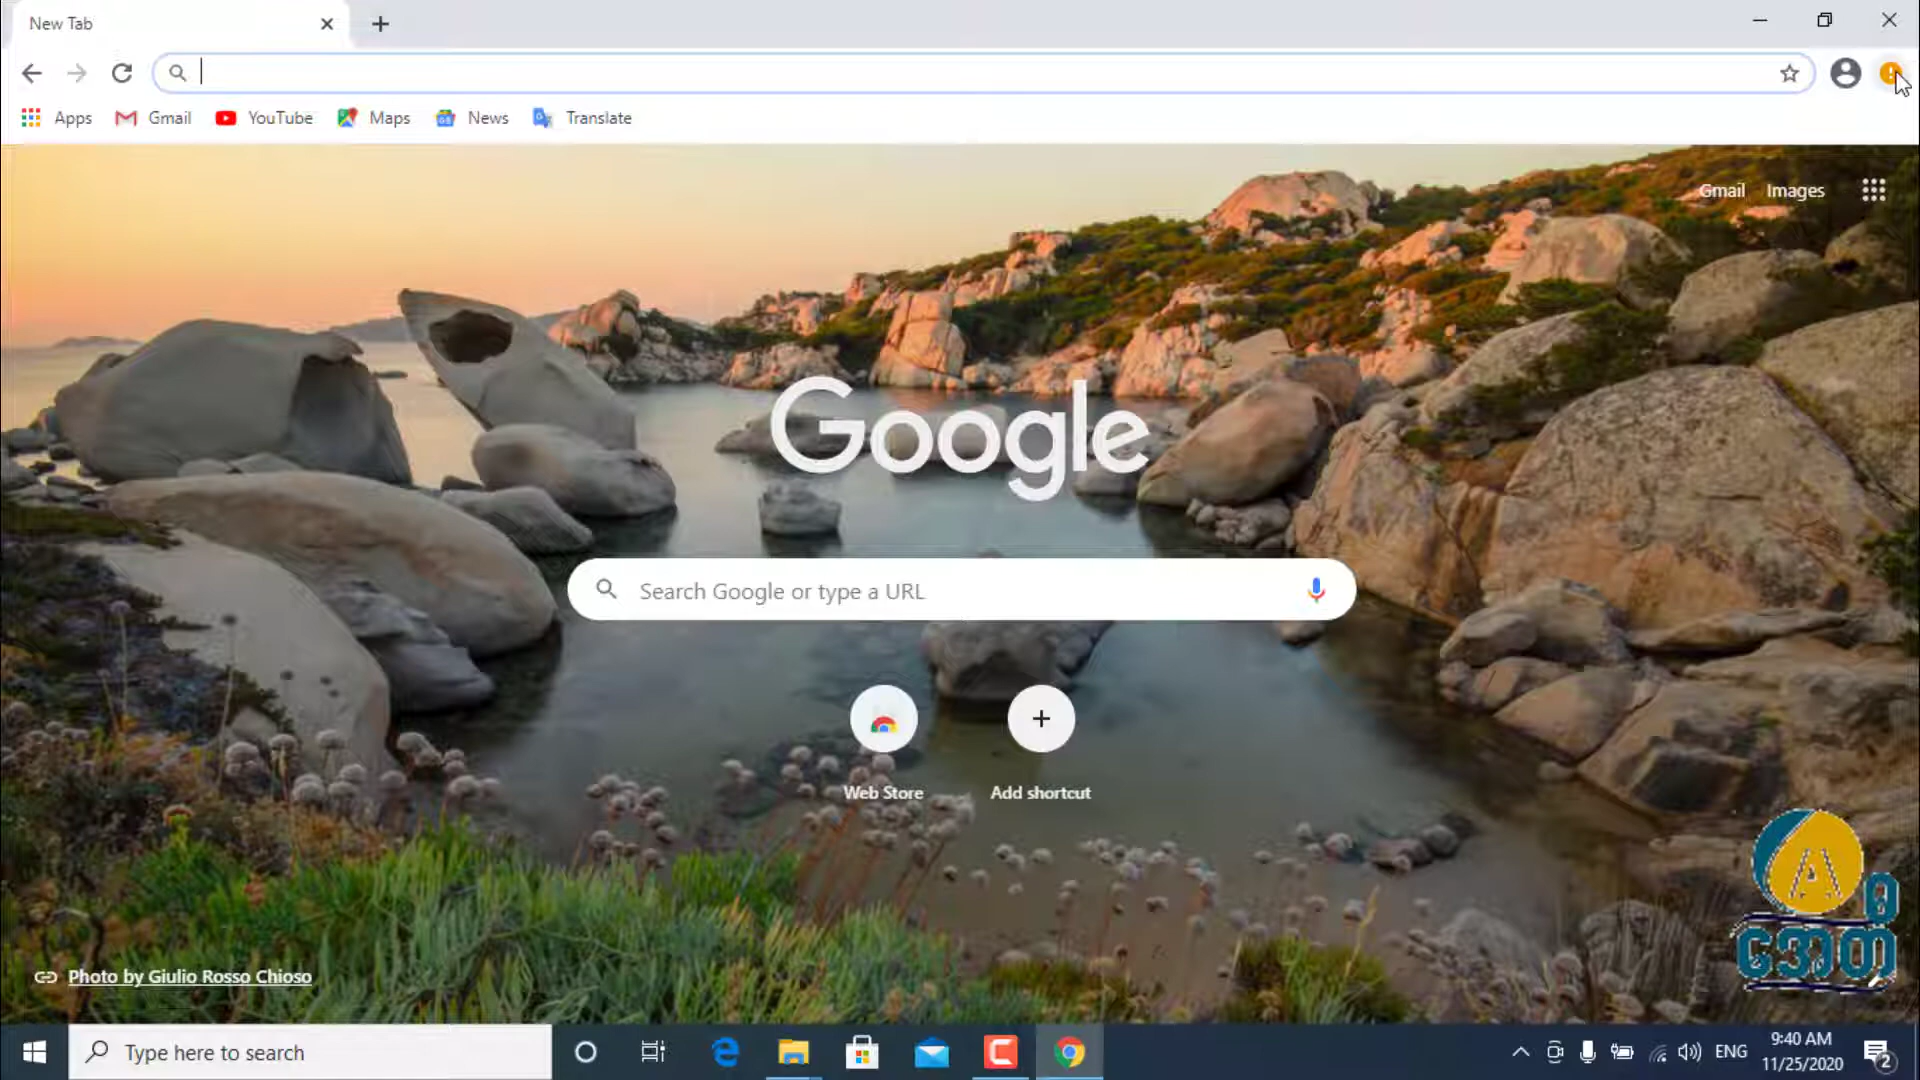 New Tab
Apps
Gmail
YouTube
Maps
News
Translate
Gmail
Images
Google
Search Google or type a URL
Web Store
Add shortcut
Photo by Giulio Rosso Chioso
Type here to search
ENG
9:40 AM
11/25/2020
2